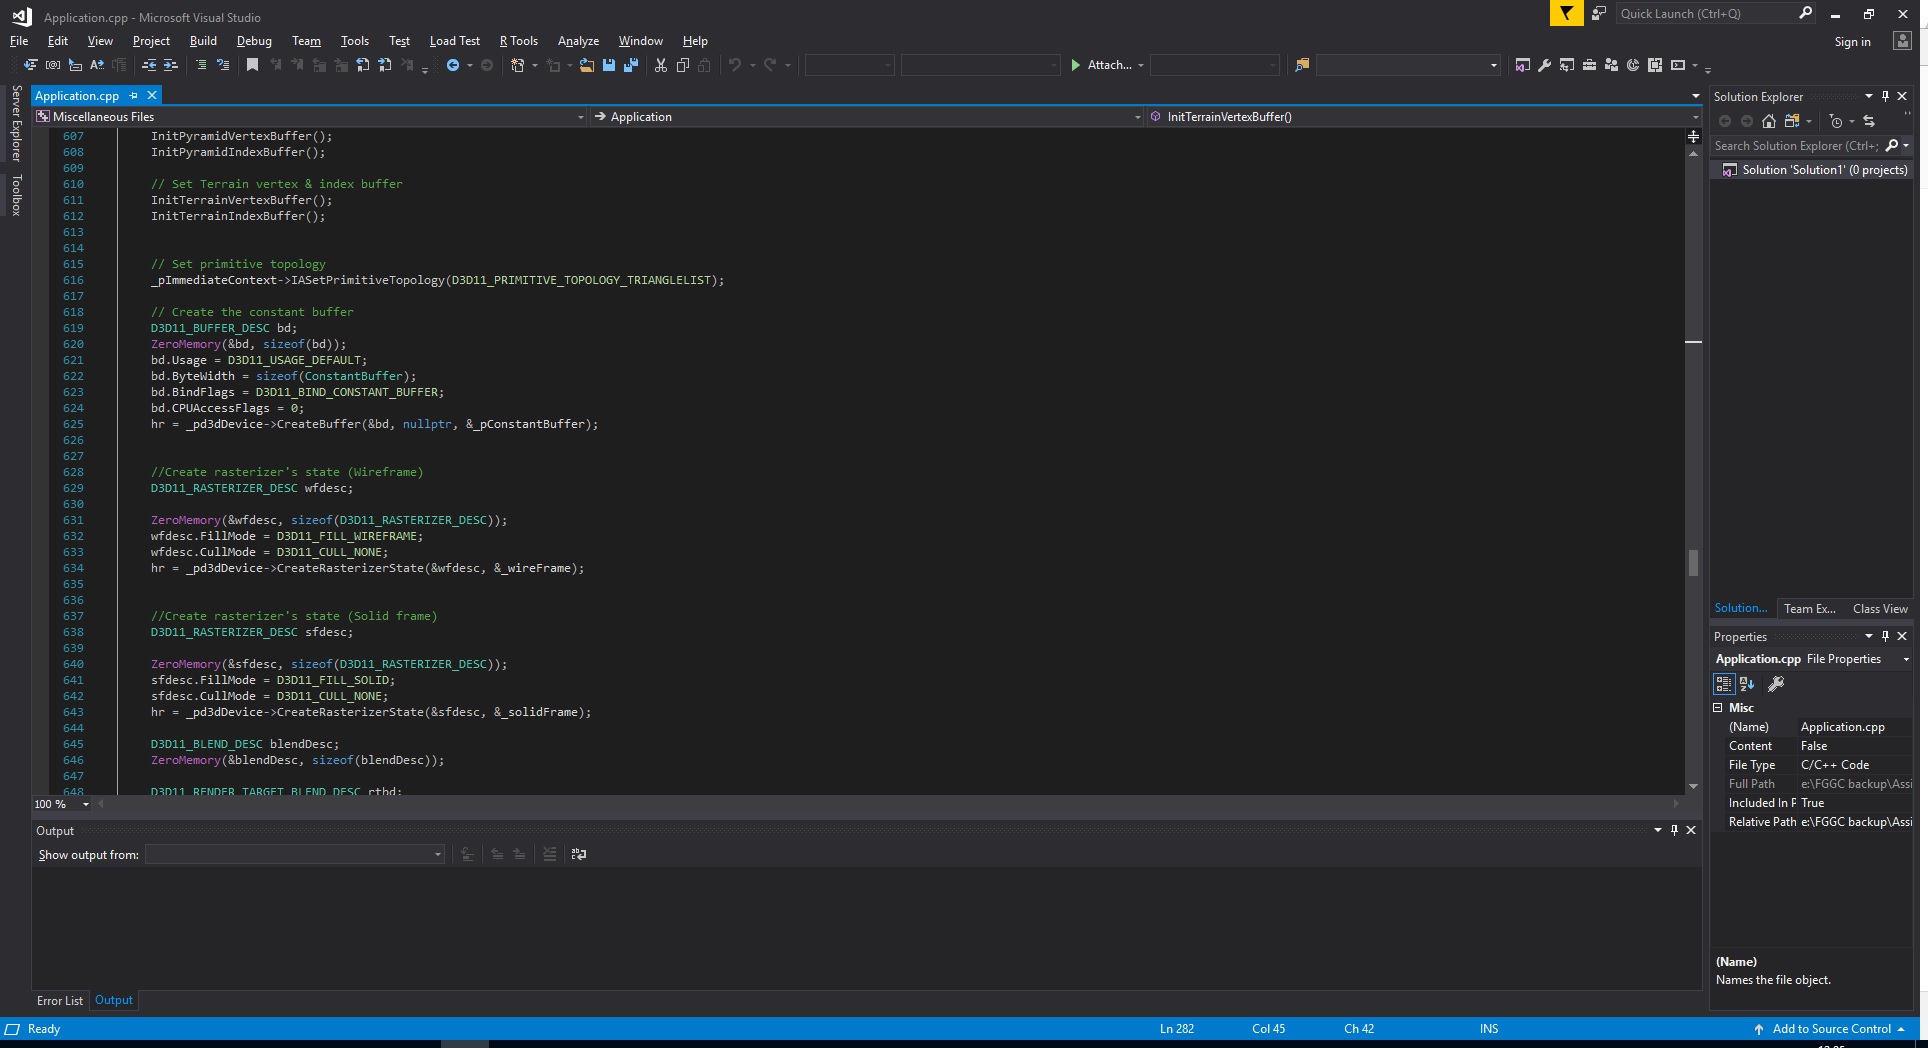 Application.cpp - Microsoft Visual Studio
Quick Launch (Ctrl+Q)
File Edit View Project Build Debug Team Tools Test Load Test R Tools Analyze Window Help
Sign in
Attach...
Server Explorer
Toolbox
Application.cpp
Miscellaneous Files
Application
InitTerrainVertexBuffer()
607 InitPyramidVertexBuffer();
608 InitPyramidIndexBuffer();
609
610 // Set Terrain vertex & index buffer
611 InitTerrainVertexBuffer();
612 InitTerrainIndexBuffer();
613
614
615 // Set primitive topology
616 _pImmediateContext->IASetPrimitiveTopology(D3D11_PRIMITIVE_TOPOLOGY_TRIANGLELIST);
617
618 // Create the constant buffer
619 D3D11_BUFFER_DESC bd;
620 ZeroMemory(&bd, sizeof(bd));
621 bd.Usage = D3D11_USAGE_DEFAULT;
622 bd.ByteWidth = sizeof(ConstantBuffer);
623 bd.BindFlags = D3D11_BIND_CONSTANT_BUFFER;
624 bd.CPUAccessFlags = 0;
625 hr = _pd3dDevice->CreateBuffer(&bd, nullptr, &_pConstantBuffer);
626
627
628 //Create rasterizer's state (Wireframe)
629 D3D11_RASTERIZER_DESC wfdesc;
630
631 ZeroMemory(&wfdesc, sizeof(D3D11_RASTERIZER_DESC));
632 wfdesc.FillMode = D3D11_FILL_WIREFRAME;
633 wfdesc.CullMode = D3D11_CULL_NONE;
634 hr = _pd3dDevice->CreateRasterizerState(&wfdesc, &_wireFrame);
635
636
637 //Create rasterizer's state (Solid frame)
638 D3D11_RASTERIZER_DESC sfdesc;
639
640 ZeroMemory(&sfdesc, sizeof(D3D11_RASTERIZER_DESC));
641 sfdesc.FillMode = D3D11_FILL_SOLID;
642 sfdesc.CullMode = D3D11_CULL_NONE;
643 hr = _pd3dDevice->CreateRasterizerState(&sfdesc, &_solidFrame);
644
645 D3D11_BLEND_DESC blendDesc;
646 ZeroMemory(&blendDesc, sizeof(blendDesc));
647
648 D3D11_RENDER_TARGET_BLEND_DESC rtbd;
100 %
Output
Show output from:
Error List Output
Solution Explorer
Search Solution Explorer (Ctrl+;
Solution 'Solution1' (0 projects)
Solution... Team Ex... Class View
Properties
Application.cpp File Properties
Misc
(Name) Application.cpp
Content False
File Type C/C++ Code
Full Path e:\FGGC backup\Assi
Included In P True
Relative Path e:\FGGC backup\Assi
(Name)
Names the file object.
Ready
Ln 282
Col 45
Ch 42
INS
Add to Source Control